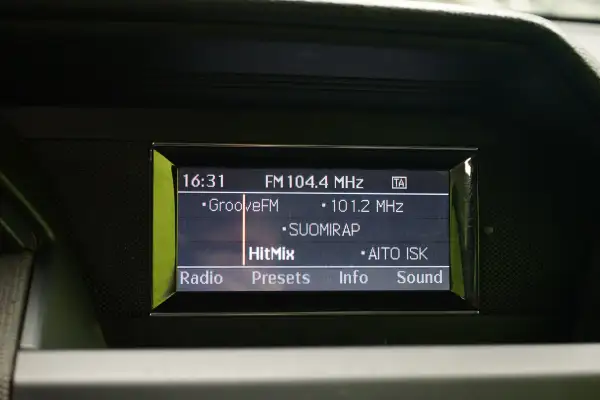 16:31 FM 104.4 MHz TA
•GrooveFM •101.2 MHz
•SUOMIRAP
HitMix •AITO ISK
Radio Presets Info Sound